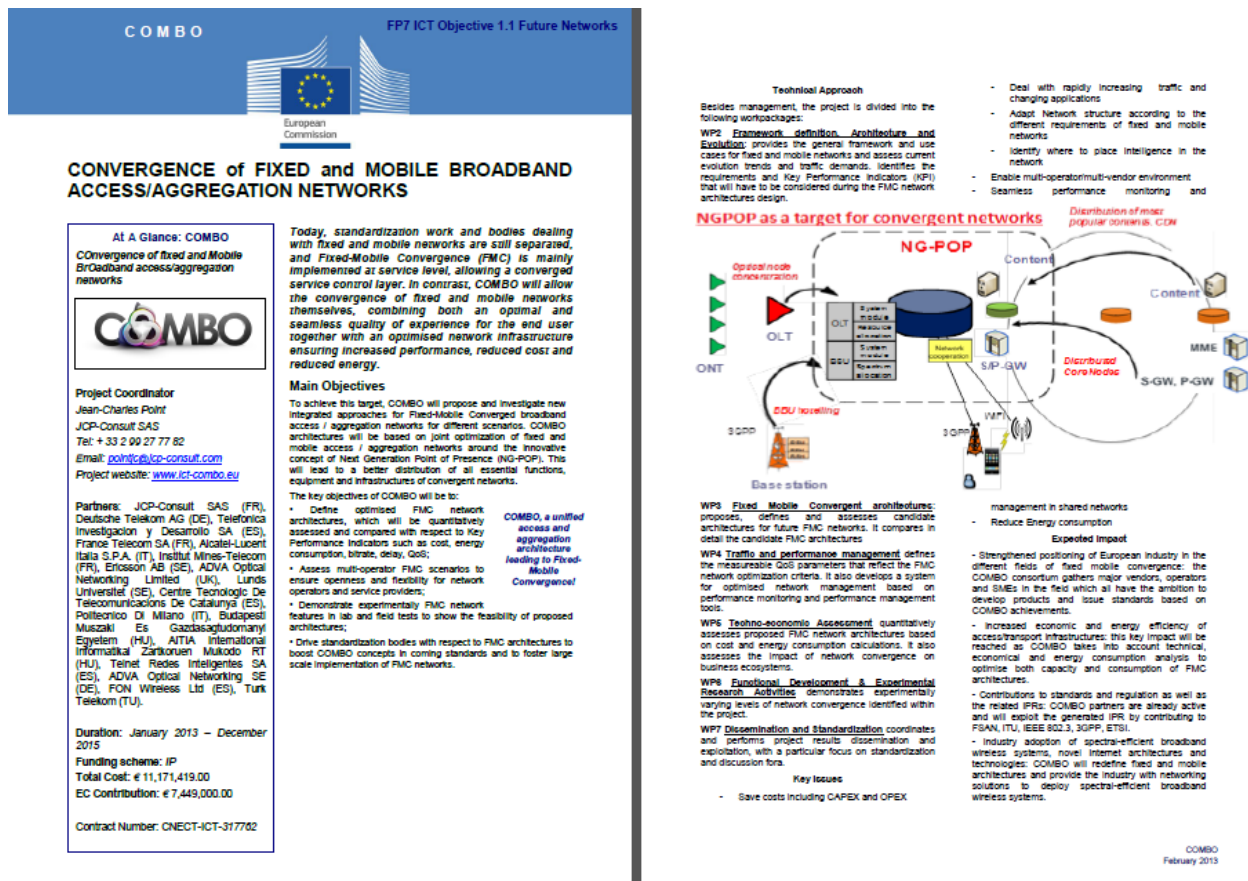 COMBO
FP7 ICT Objective 1.1 Future Networks
European
Commission
CONVERGENCE of FIXED and MOBILE BROADBAND
ACCESS/AGGREGATION NETWORKS
At A Glance: COMBO
COnvergence of fixed and Mobile
BrOadband access/aggregation
networks
COMBO
Project Coordinator
Jean-Charles Point
JCP-Consult SAS
Tel: + 33 2 99 27 77 82
Email: pointjc@jcp-consult.com
Project website: www.ict-combo.eu
Partners: JCP-Consult SAS (FR),
Deutsche Telekom AG (DE), Telefonica
Investigacion y Desarrollo SA (ES),
France Telecom SA (FR), Alcatel-Lucent
Italia S.P.A. (IT), Institut Mines-Telecom
(FR), Ericsson AB (SE), ADVA Optical
Networking Limited (UK), Lunds
Universitet (SE), Centre Tecnologic De
Telecomunicacions De Catalunya (ES),
Politecnico Di Milano (IT), Budapesti
Muszaki Es Gazdasagtudomanyi
Egyetem (HU), AITIA International
Informatikai Zartkoruen Mukodo RT
(HU), Telnet Redes Inteligentes SA
(ES), ADVA Optical Networking SE
(DE), FON Wireless Ltd (ES), Turk
Telekom (TU).
Duration: January 2013 – December
2015
Funding scheme: IP
Total Cost: € 11,171,419.00
EC Contribution: € 7,449,000.00
Contract Number: CNECT-ICT-317762
Today, standardization work and bodies dealing
with fixed and mobile networks are still separated,
and Fixed-Mobile Convergence (FMC) is mainly
implemented at service level, allowing a converged
service control layer. In contrast, COMBO will allow
the convergence of fixed and mobile networks
themselves, combining both an optimal and
seamless quality of experience for the end user
together with an optimised network infrastructure
ensuring increased performance, reduced cost and
reduced energy.
Main Objectives
To achieve this target, COMBO will propose and investigate new
integrated approaches for Fixed-Mobile Converged broadband
access / aggregation networks for different scenarios. COMBO
architectures will be based on joint optimization of fixed and
mobile access / aggregation networks around the innovative
concept of Next Generation Point of Presence (NG-POP). This
will lead to a better distribution of all essential functions,
equipment and infrastructures of convergent networks.
The key objectives of COMBO will be to:
• Define optimised FMC network
architectures, which will be quantitatively
assessed and compared with respect to Key
Performance Indicators such as cost, energy
consumption, bitrate, delay, QoS;
• Assess multi-operator FMC scenarios to
ensure openness and flexibility for network
operators and service providers;
• Demonstrate experimentally FMC network
features in lab and field tests to show the feasibility of proposed
architectures;
• Drive standardization bodies with respect to FMC architectures to
boost COMBO concepts in coming standards and to foster large
scale implementation of FMC networks.
COMBO, a unified
access and
aggregation
architecture
leading to Fixed-
Mobile
Convergence!
Technical Approach
Besides management, the project is divided into the
following workpackages:
WP2 Framework definition, Architecture and
Evolution: provides the general framework and use
cases for fixed and mobile networks and assess current
evolution trends and traffic demands. Identifies the
requirements and Key Performance Indicators (KPI)
that will have to be considered during the FMC network
architectures design.
- Deal with rapidly increasing traffic and
changing applications
- Adapt Network structure according to the
different requirements of fixed and mobile
networks
- Identify where to place intelligence in the
network
- Enable multi-operator/multi-vendor environment
- Seamless performance monitoring and
NGPOP as a target for convergent networks
Distribution of most
popular contents, CDN
NG-POP
Optical node
concentration
Content
Content
OLT
System
module
Resource
allocation
OLT
BBU
System
module
Spectrum
allocation
Network
cooperation
S/P-GW
MME
ONT
Distributed
Core Nodes
S-GW, P-GW
BBU hostelling
3GPP
3GPP
WIFI
Base station
WP3 Fixed Mobile Convergent architectures:
proposes, defines and assesses candidate
architectures for future FMC networks. It compares in
detail the candidate FMC architectures
WP4 Traffic and performance management defines
the measureable QoS parameters that reflect the FMC
network optimization criteria. It also develops a system
for optimised network management based on
performance monitoring and performance management
tools.
WP5 Techno-economic Assessment quantitatively
assesses proposed FMC network architectures based
on cost and energy consumption calculations. It also
assesses the impact of network convergence on
business ecosystems.
WP6 Functional Development & Experimental
Research Activities demonstrates experimentally
varying levels of network convergence identified within
the project.
WP7 Dissemination and Standardization coordinates
and performs project results dissemination and
exploitation, with a particular focus on standardization
and discussion fora.
Key Issues
- Save costs including CAPEX and OPEX
management in shared networks
- Reduce Energy consumption
Expected Impact
- Strengthened positioning of European industry in the
different fields of fixed mobile convergence: the
COMBO consortium gathers major vendors, operators
and SMEs in the field which all have the ambition to
develop products and issue standards based on
COMBO achievements.
- Increased economic and energy efficiency of
access/transport infrastructures: this key impact will be
reached as COMBO takes into account technical,
economical and energy consumption analysis to
optimise both capacity and consumption of FMC
architectures.
- Contributions to standards and regulation as well as
the related IPRs: COMBO partners are already active
and will exploit the generated IPR by contributing to
FSAN, ITU, IEEE 802.3, 3GPP, ETSI.
- Industry adoption of spectral-efficient broadband
wireless systems, novel Internet architectures and
technologies: COMBO will redefine fixed and mobile
architectures and provide the industry with networking
solutions to deploy spectral-efficient broadband
wireless systems.
COMBO
February 2013